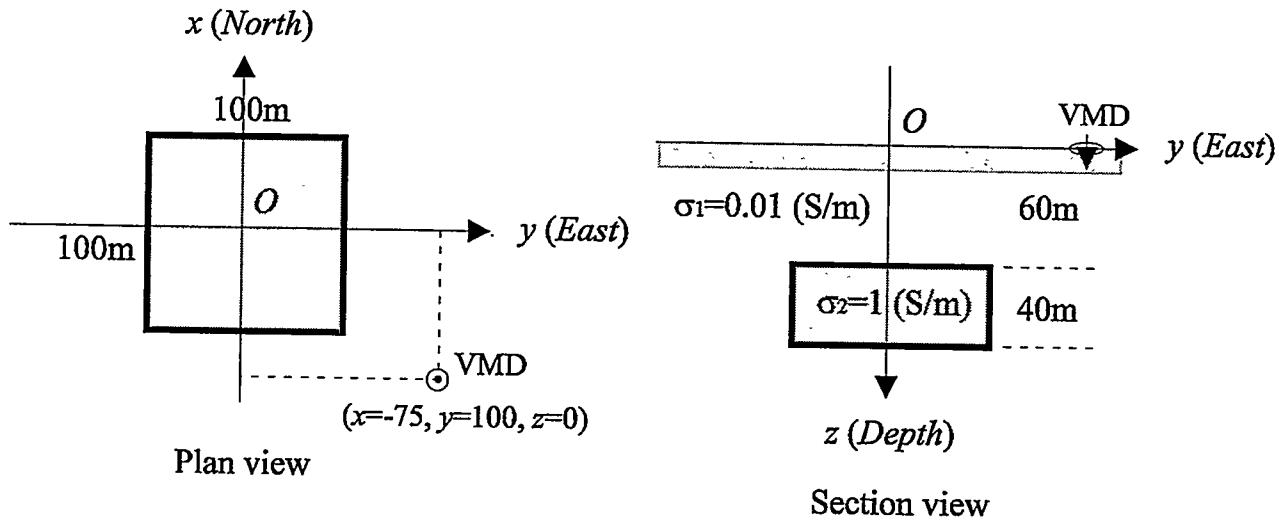 x (North)
100m
O
y (East)
100m
VMD
(x=-75, y=100, z=0)
Plan view
O
VMD
y (East)
σ1=0.01 (S/m)
60m
σ2=1 (S/m)
40m
z (Depth)
Section view